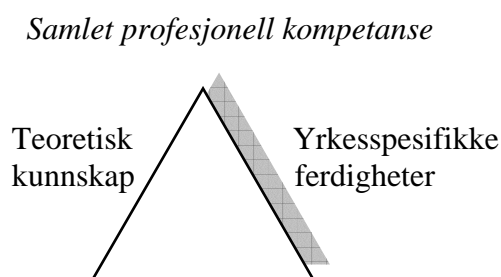 Samlet profesjonell kompetanse
Teoretisk
kunnskap
Yrkesspesifikke
ferdigheter